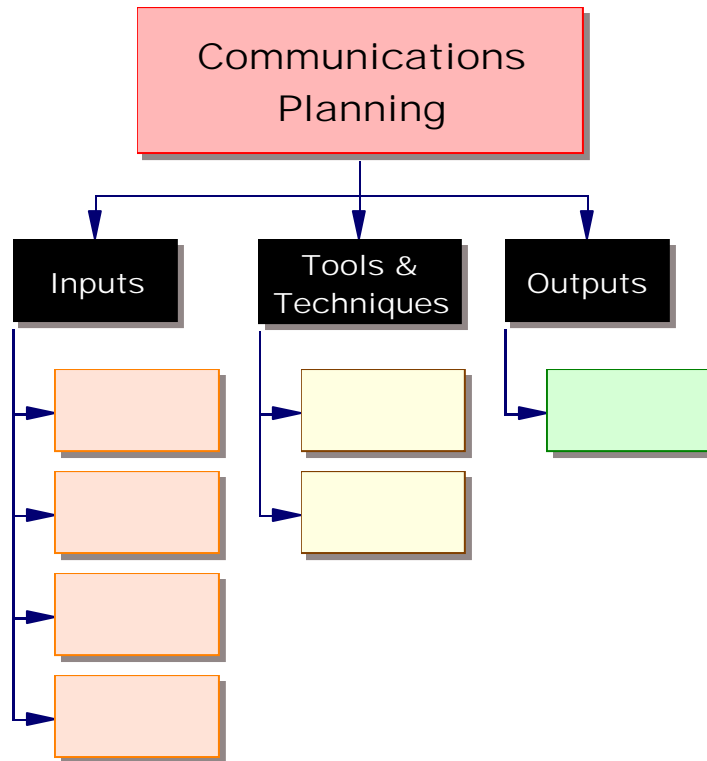 Communications
Planning
Inputs
Tools &
Techniques
Outputs